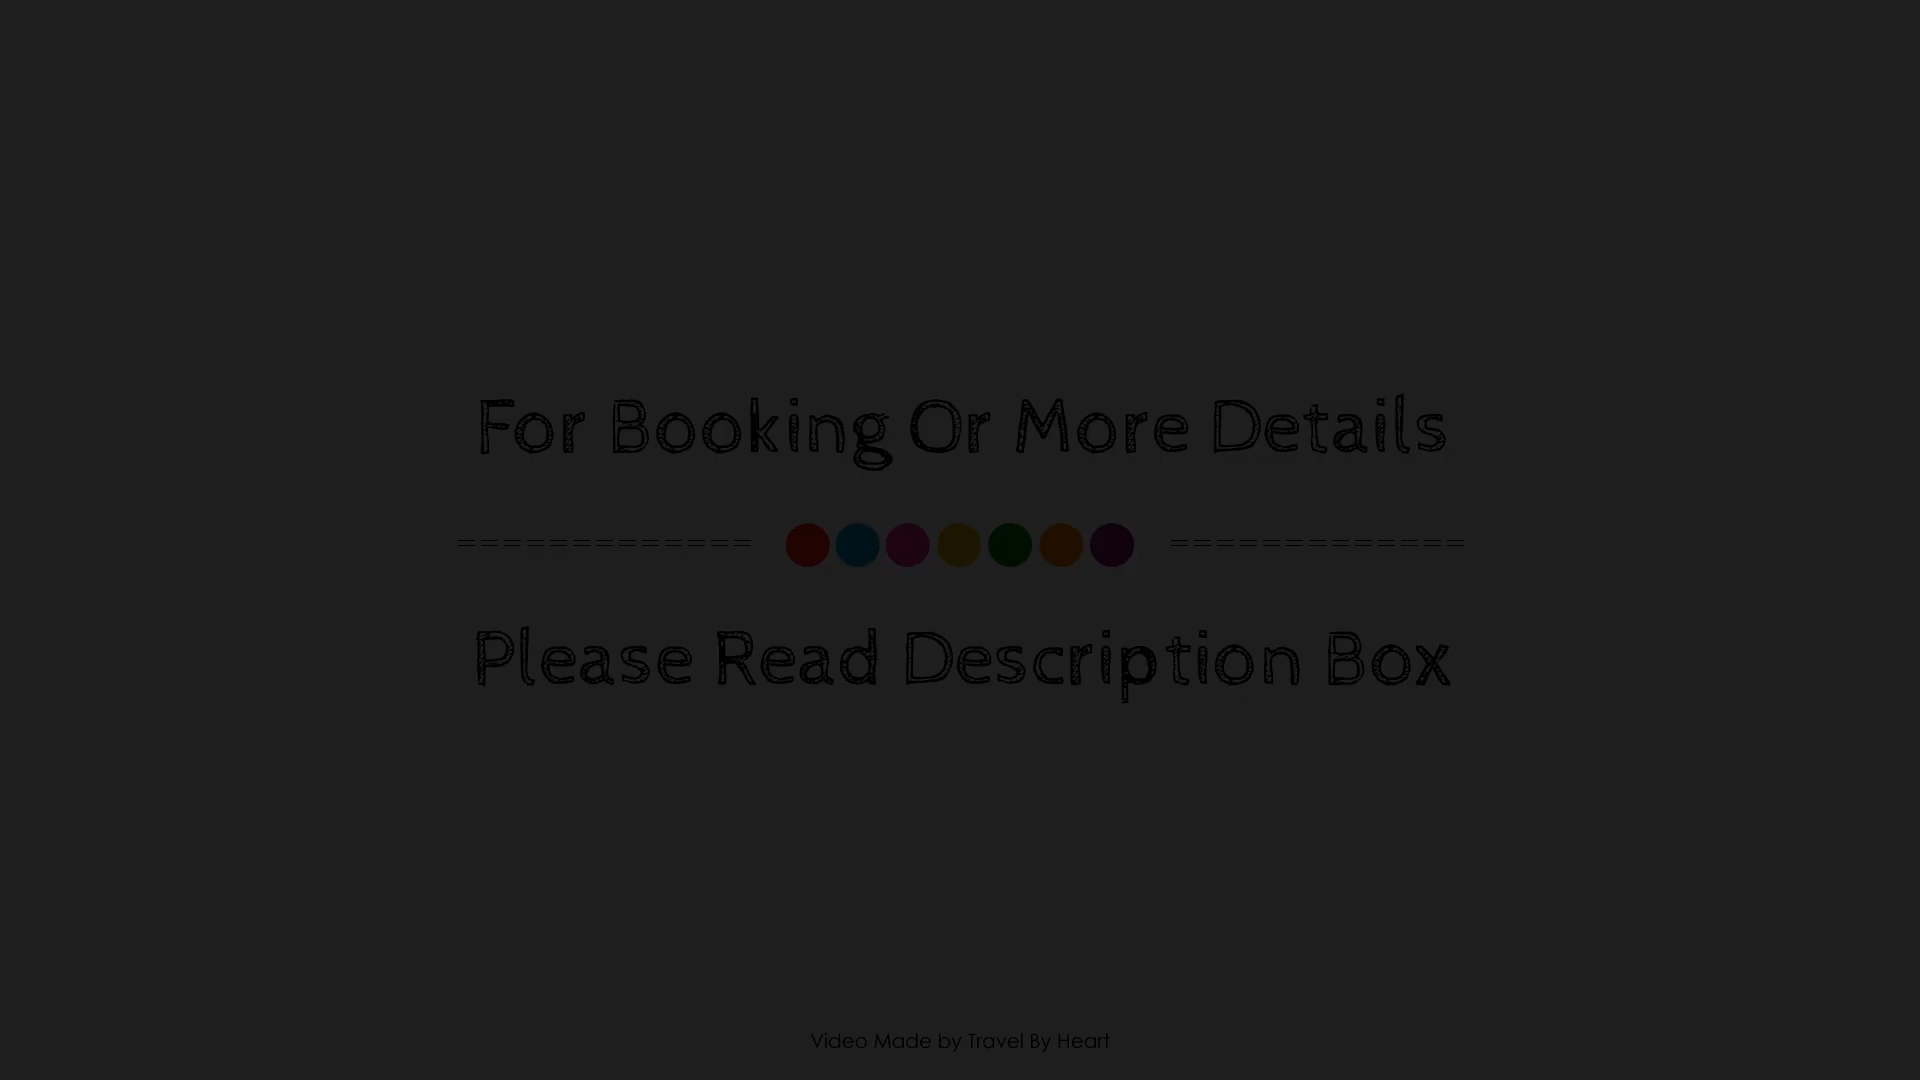 For Booking Or More Details
============= =============
Please Read Description Box
Video Made by Travel By Heart